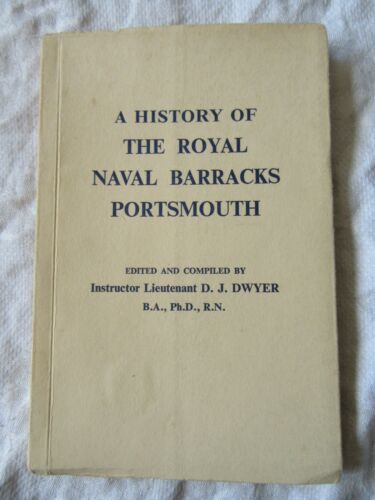 A HISTORY OF
THE ROYAL
NAVAL BARRACKS
PORTSMOUTH
EDITED AND COMPILED BY
Instructor Lieutenant D. J. DWYER
B.A., Ph.D., R.N.